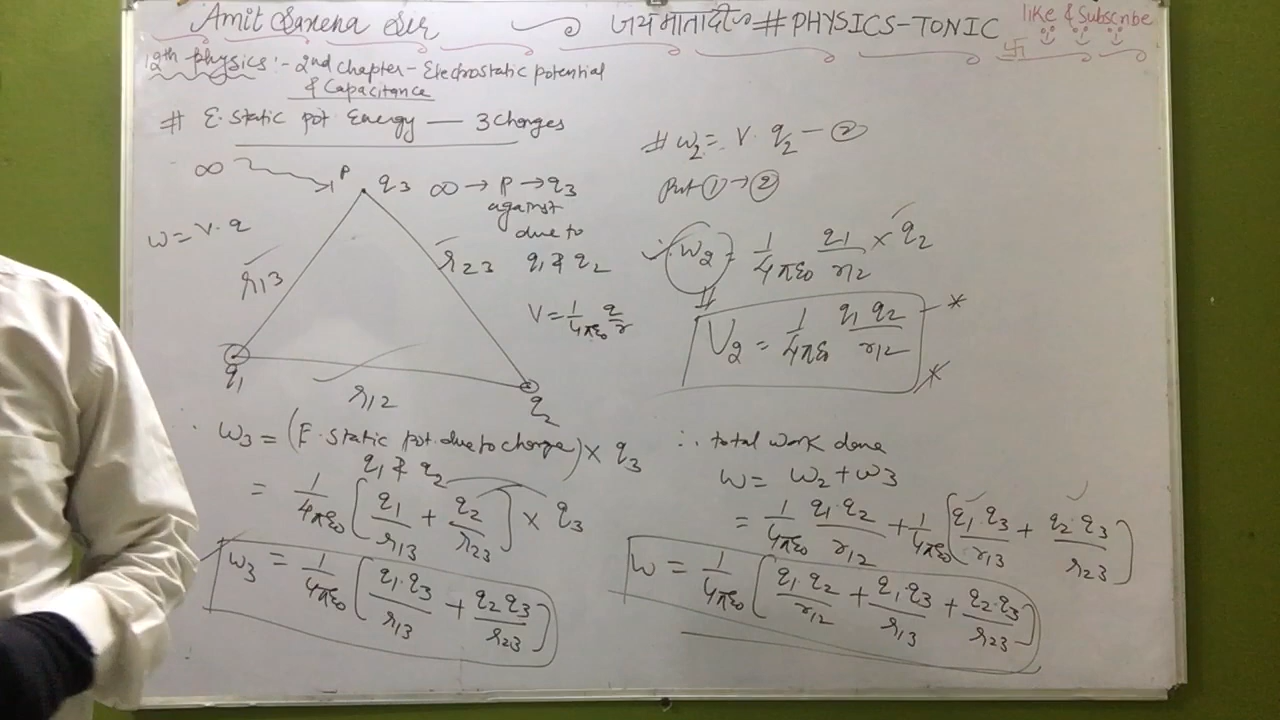 Amit Saxena Sir
जय माता दी
# PHYSICS-TONIC
like & Subscribe
12th Physics :- 2nd Chapter - Electrostatic potential
& Capacitance
# E. Static pot Energy — 3 Charges
∞
P
q3
∞ → P → q3
against
due to
q1 & q2
W = V. q
r13
r23
V = 1/4πε0 q/r
q1
r12
q2
W3 = (E. Static pot. due to charge) × q3
q1 & q2
= 1/4πε0 [q1/r13 + q2/r23] × q3
W3 = 1/4πε0 [q1.q3/r13 + q2q3/r23]
# W2 = V. q2 — ②
Put ① → ②
∴ W2 = 1/4πε0 q1/r12 × q2
U2 = 1/4πε0 q1 q2/r12 — *
*
∴ total work done
W = W2 + W3
= 1/4πε0 q1.q2/r12 + 1/4πε0 [q1.q3/r13 + q2.q3/r23]
W = 1/4πε0 [q1.q2/r12 + q1.q3/r13 + q2.q3/r23]